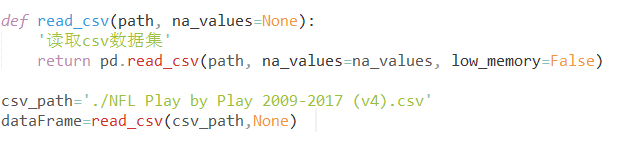 def read_csv(path, na_values=None):
    '读取csv数据集'
    return pd.read_csv(path, na_values=na_values, low_memory=False)
csv_path='./NFL Play by Play 2009-2017 (v4).csv'
dataFrame=read_csv(csv_path,None)